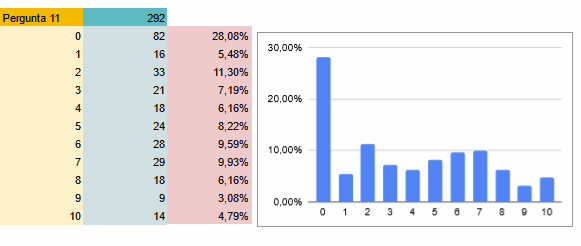 Pergunta 11 292
0 82 28,08%
1 16 5,48%
2 33 11,30%
3 21 7,19%
4 18 6,16%
5 24 8,22%
6 28 9,59%
7 29 9,93%
8 18 6,16%
9 9 3,08%
10 14 4,79%
30,00%
20,00%
10,00%
0,00%
0 1 2 3 4 5 6 7 8 9 10